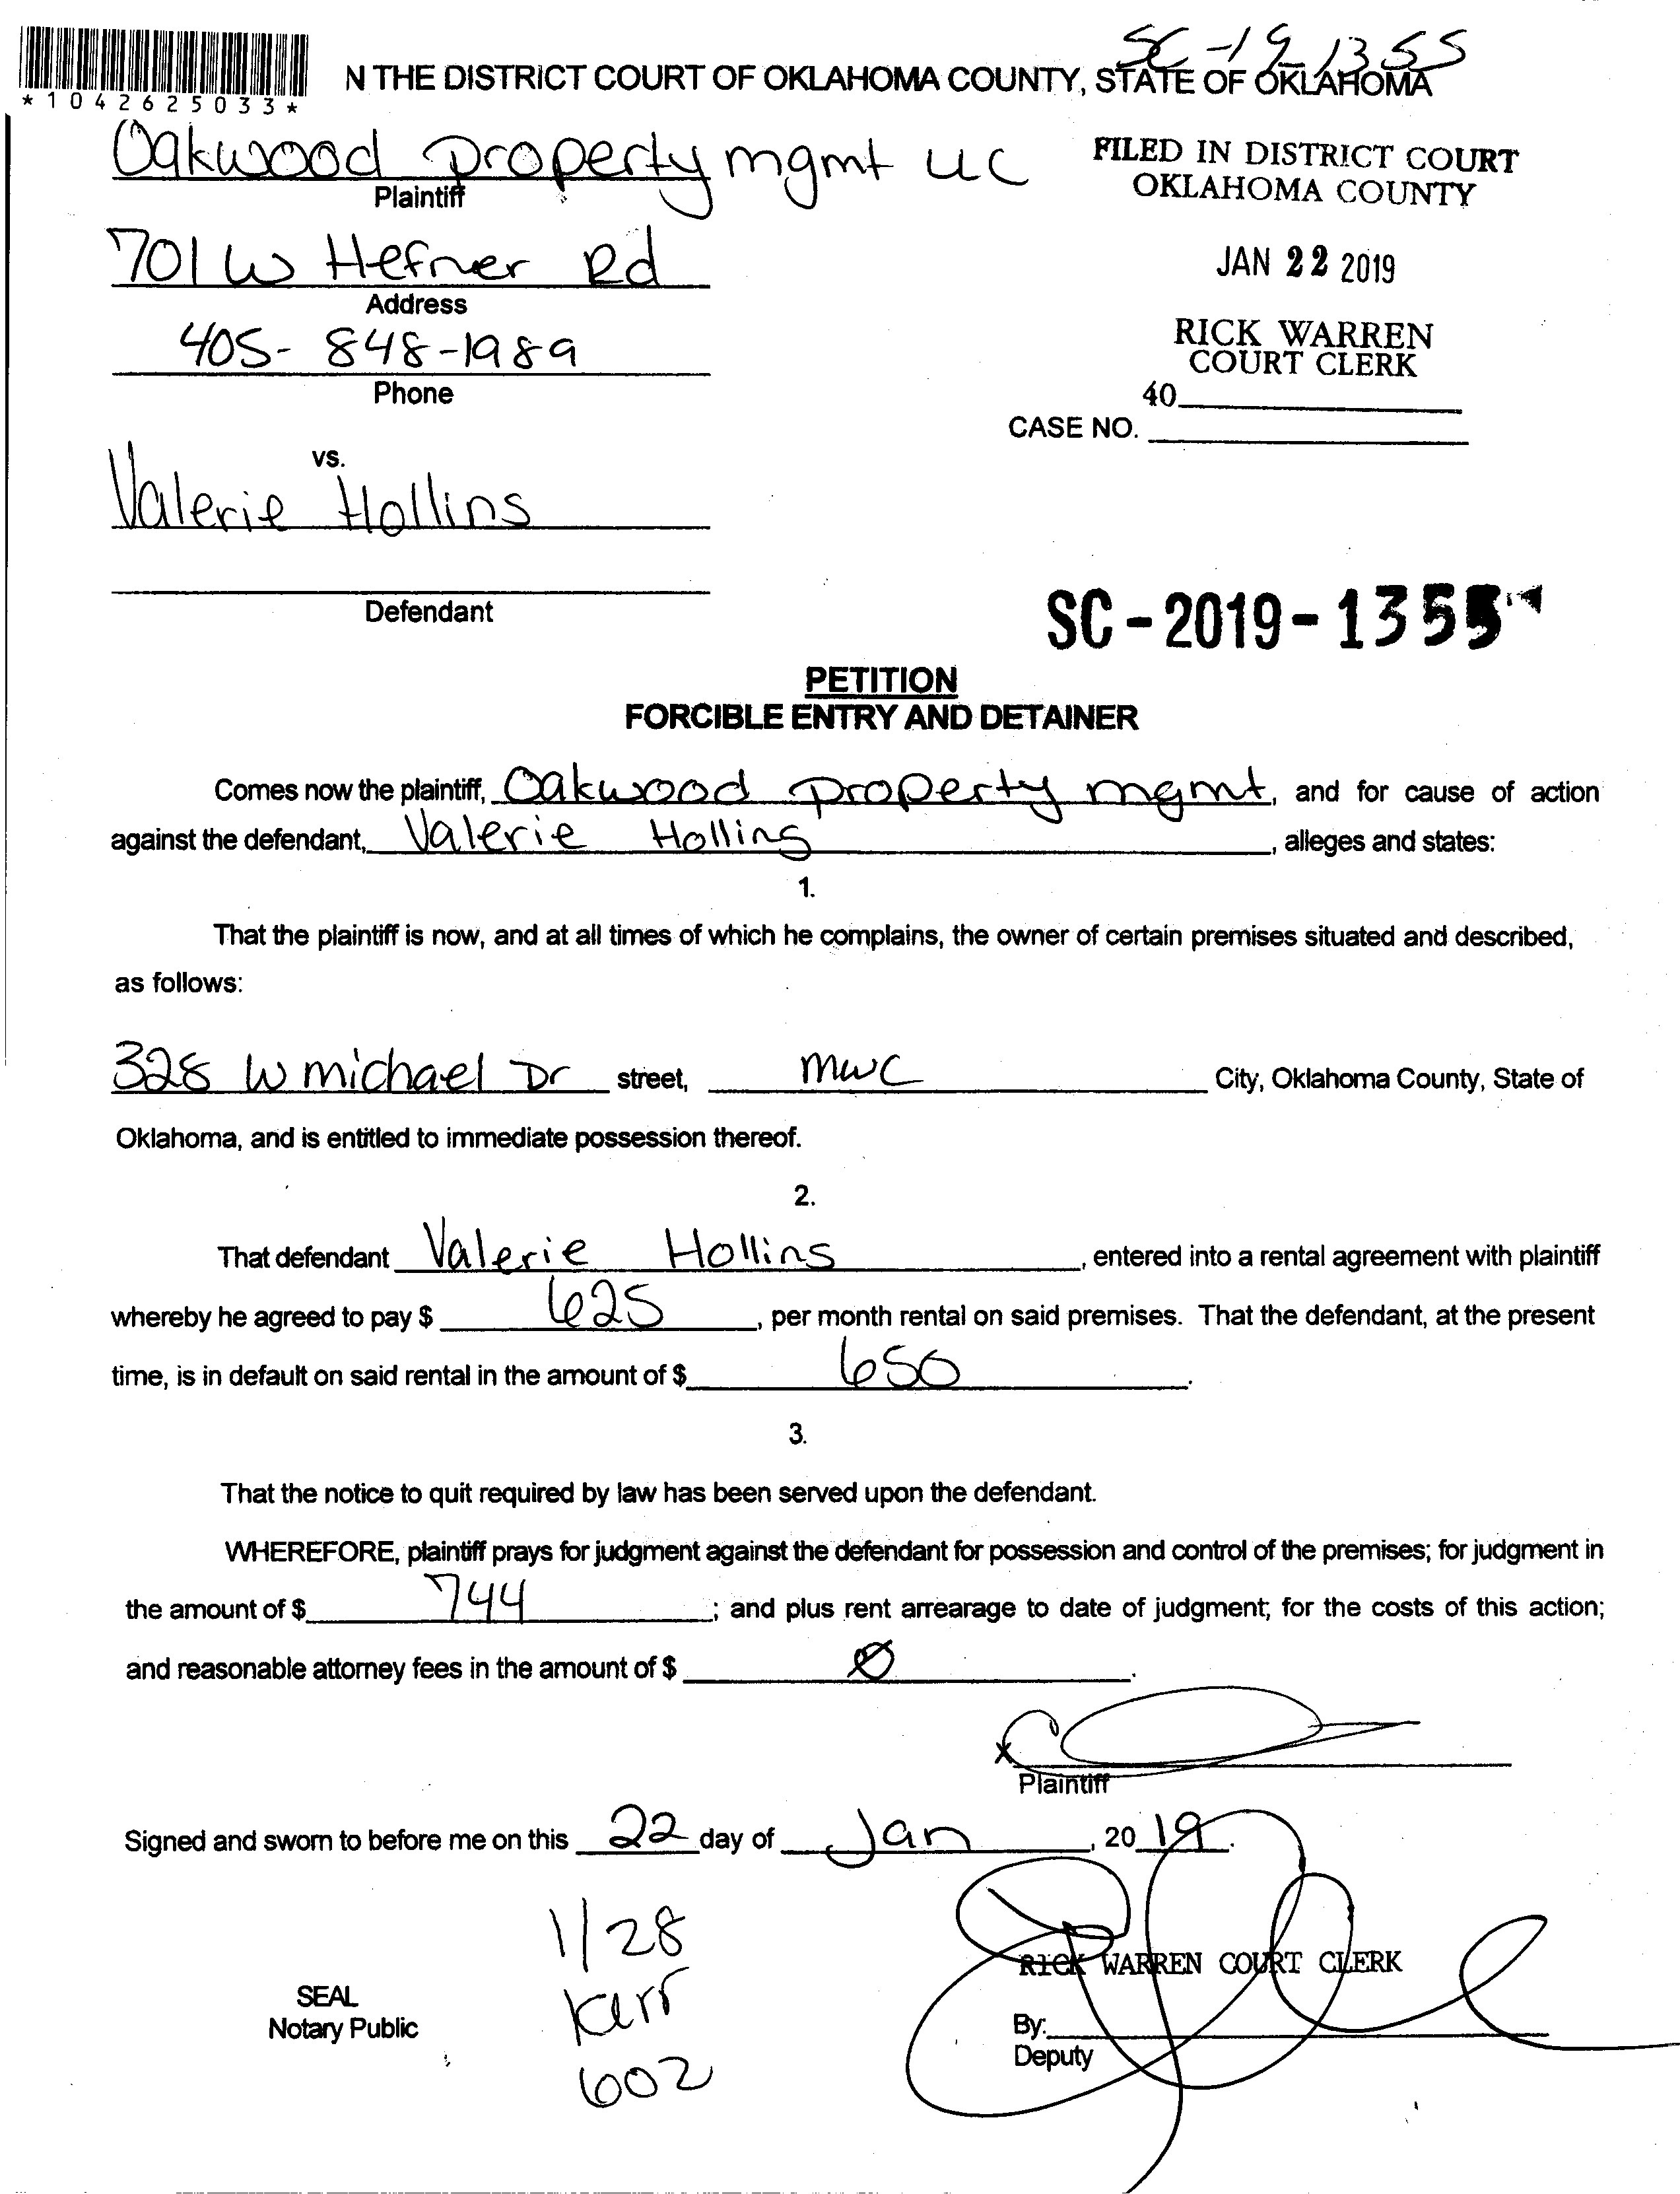 SC-19-1355
*1042625033*
N THE DISTRICT COURT OF OKLAHOMA COUNTY, STATE OF OKLAHOMA
Oakwood property mgmt LLC
Plaintiff
701 W Hefner Rd
Address
405-848-1989
Phone
FILED IN DISTRICT COURT
OKLAHOMA COUNTY
JAN 22 2019
RICK WARREN
COURT CLERK
40
CASE NO.
vs.
Valerie Hollins
Defendant
SC-2019-1355
PETITION
FORCIBLE ENTRY AND DETAINER
Comes now the plaintiff, Oakwood property mgmt, and for cause of action
against the defendant, Valerie Hollins, alleges and states:
1.
That the plaintiff is now, and at all times of which he complains, the owner of certain premises situated and described,
as follows:
328 W michael Dr street, mwc City, Oklahoma County, State of
Oklahoma, and is entitled to immediate possession thereof.
2.
That defendant Valerie Hollins, entered into a rental agreement with plaintiff
whereby he agreed to pay $ 625, per month rental on said premises. That the defendant, at the present
time, is in default on said rental in the amount of $ 650.
3.
That the notice to quit required by law has been served upon the defendant.
WHEREFORE, plaintiff prays for judgment against the defendant for possession and control of the premises; for judgment in
the amount of $ 744; and plus rent arrearage to date of judgment; for the costs of this action;
and reasonable attorney fees in the amount of $ 0.
x
Plaintiff
Signed and sworn to before me on this 22 day of Jan, 2019.
1/28
Kerr
602
SEAL
Notary Public
RICK WARREN COURT CLERK
By:
Deputy